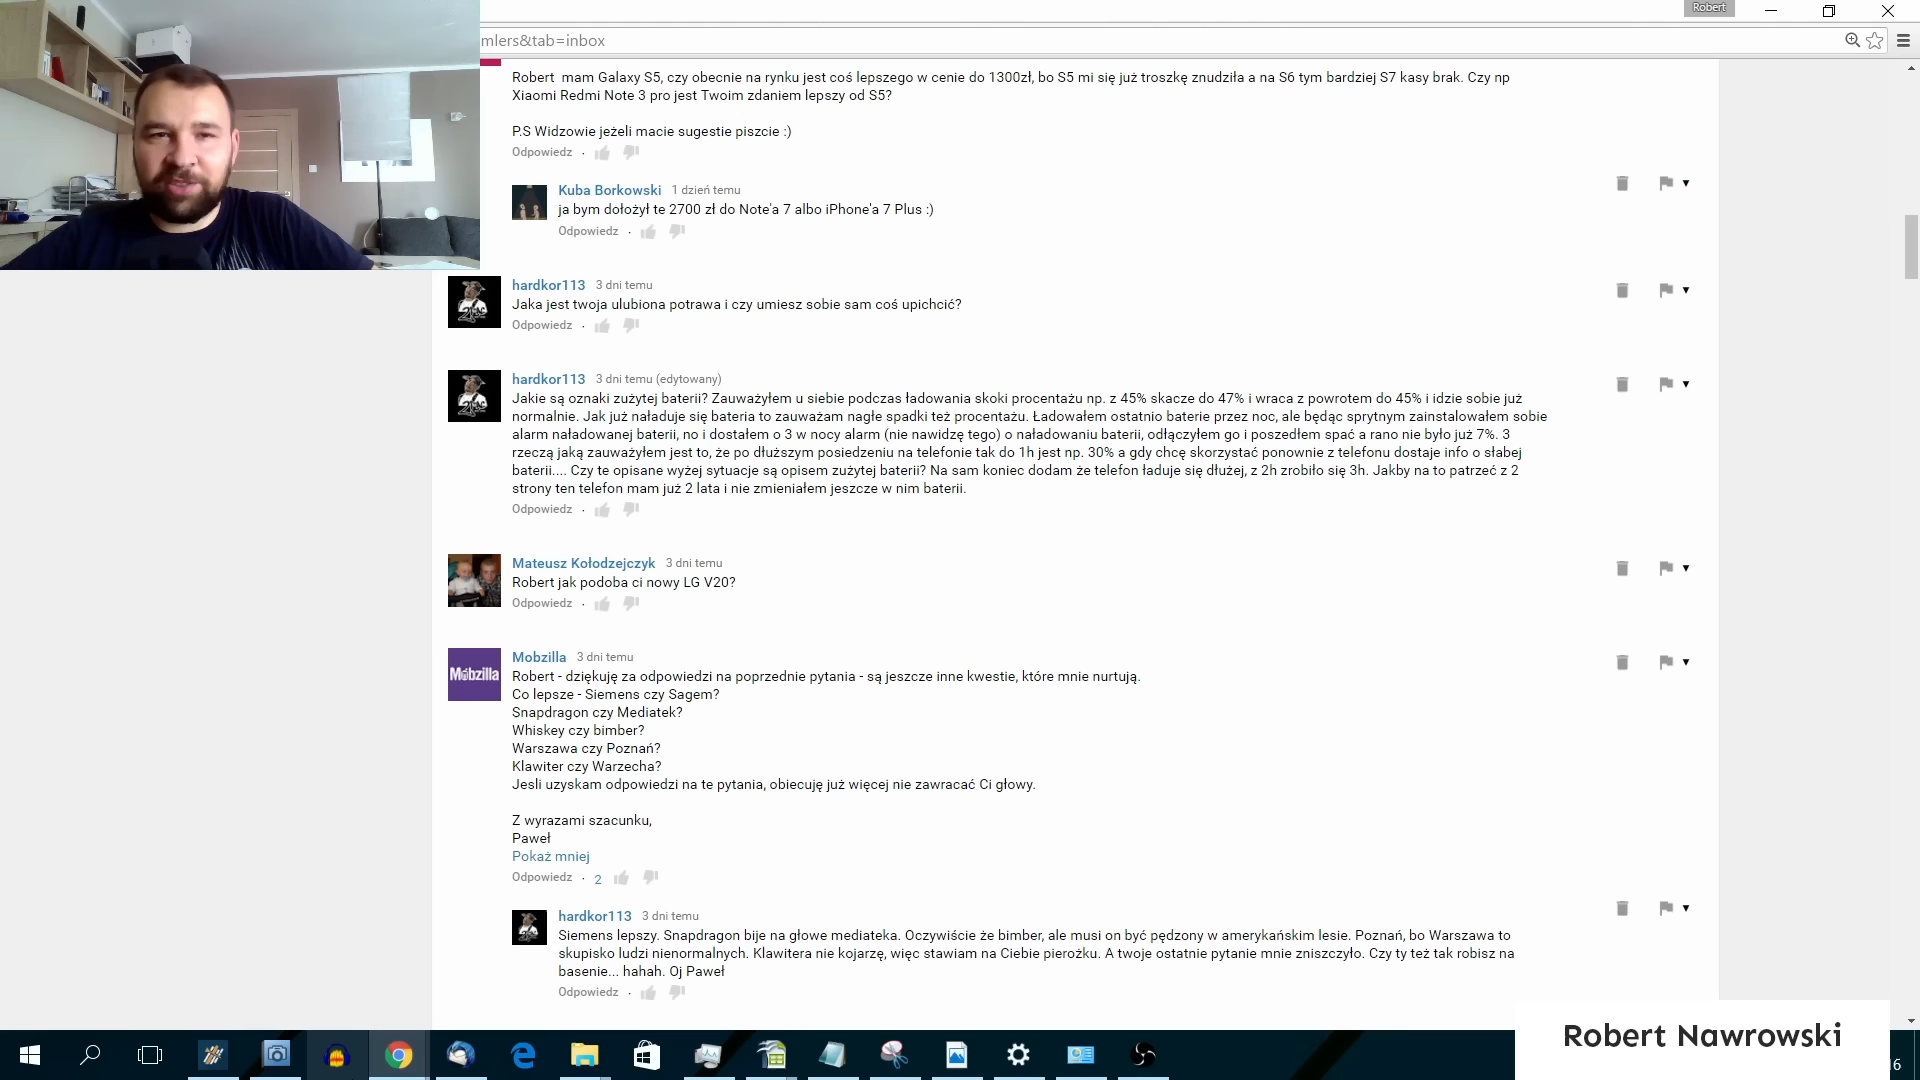 Robert
mlers&tab=inbox
Robert mam Galaxy S5, czy obecnie na rynku jest coś lepszego w cenie do 1300zł, bo S5 mi się już troszkę znudziła a na S6 tym bardziej S7 kasy brak. Czy np
Xiaomi Redmi Note 3 pro jest Twoim zdaniem lepszy od S5?
P.S Widzowie jeżeli macie sugestie piszcie :)
Odpowiedz ·
Kuba Borkowski 1 dzień temu
ja bym dołożył te 2700 zł do Note'a 7 albo iPhone'a 7 Plus :)
Odpowiedz ·
hardkor113 3 dni temu
Jaka jest twoja ulubiona potrawa i czy umiesz sobie sam coś upichcić?
Odpowiedz ·
hardkor113 3 dni temu (edytowany)
Jakie są oznaki zużytej baterii? Zauważyłem u siebie podczas ładowania skoki procentażu np. z 45% skacze do 47% i wraca z powrotem do 45% i idzie sobie już
normalnie. Jak już naładuje się bateria to zauważam nagłe spadki też procentażu. Ładowałem ostatnio baterie przez noc, ale będąc sprytnym zainstalowałem sobie
alarm naładowanej baterii, no i dostałem o 3 w nocy alarm (nie nawidzę tego) o naładowaniu baterii, odłączyłem go i poszedłem spać a rano nie było już 7%. 3
rzeczą jaką zauważyłem jest to, że po dłuższym posiedzeniu na telefonie tak do 1h jest np. 30% a gdy chcę skorzystać ponownie z telefonu dostaje info o słabej
baterii.... Czy te opisane wyżej sytuacje są opisem zużytej baterii? Na sam koniec dodam że telefon ładuje się dłużej, z 2h zrobiło się 3h. Jakby na to patrzeć z 2
strony ten telefon mam już 2 lata i nie zmieniałem jeszcze w nim baterii.
Odpowiedz ·
Mateusz Kołodzejczyk 3 dni temu
Robert jak podoba ci nowy LG V20?
Odpowiedz ·
Mobzilla
Mobzilla 3 dni temu
Robert - dziękuję za odpowiedzi na poprzednie pytania - są jeszcze inne kwestie, które mnie nurtują.
Co lepsze - Siemens czy Sagem?
Snapdragon czy Mediatek?
Whiskey czy bimber?
Warszawa czy Poznań?
Klawiter czy Warzecha?
Jesli uzyskam odpowiedzi na te pytania, obiecuję już więcej nie zawracać Ci głowy.
Z wyrazami szacunku,
Paweł
Pokaż mniej
Odpowiedz · 2
hardkor113 3 dni temu
Siemens lepszy. Snapdragon bije na głowe mediateka. Oczywiście że bimber, ale musi on być pędzony w amerykańskim lesie. Poznań, bo Warszawa to
skupisko ludzi nienormalnych. Klawitera nie kojarzę, więc stawiam na Ciebie pierożku. A twoje ostatnie pytanie mnie zniszczyło. Czy ty też tak robisz na
basenie... hahah. Oj Paweł
Odpowiedz ·
Robert Nawrowski
16